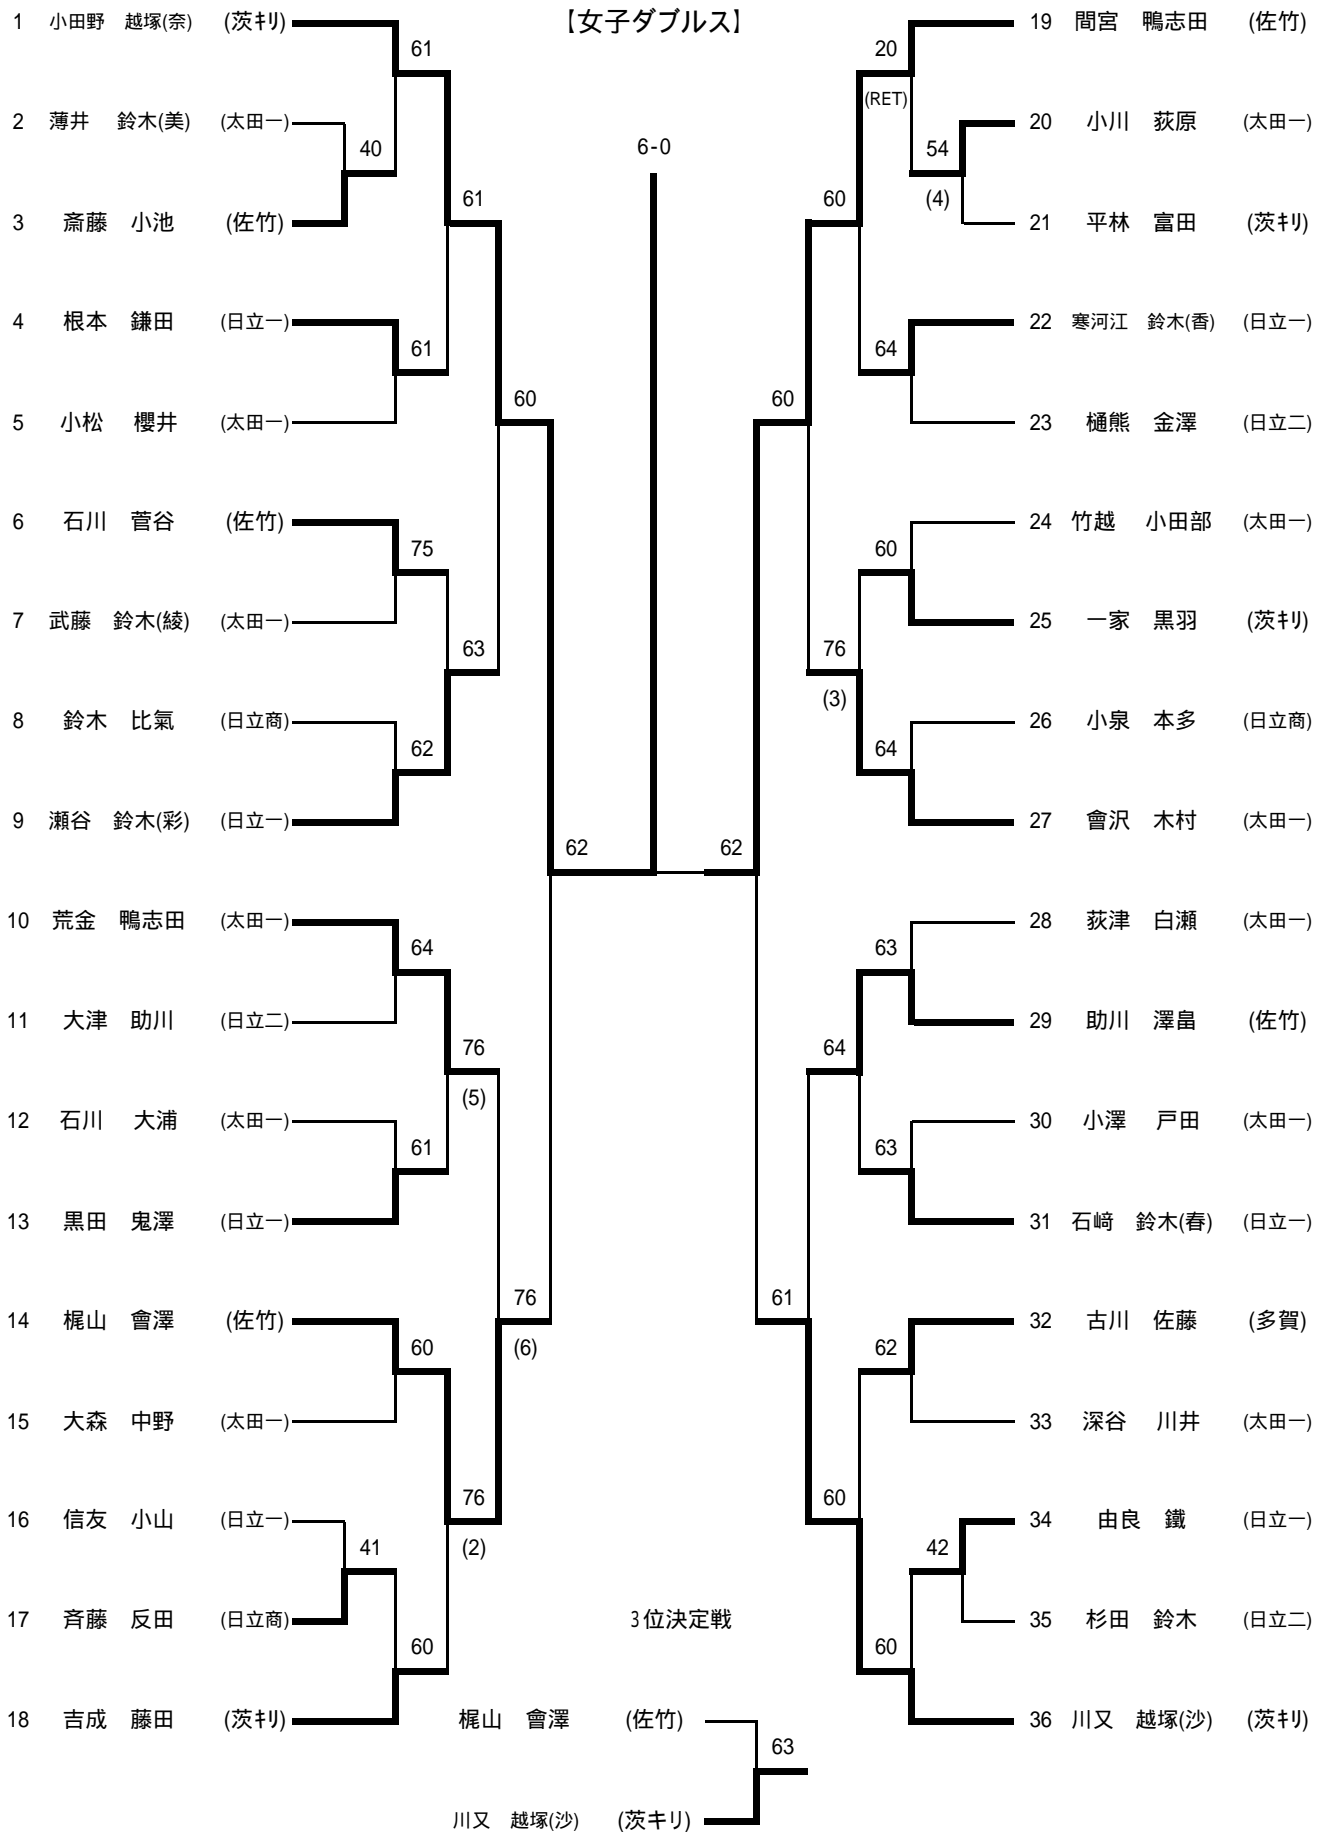 【女子ダブルス】
1 小田野 越塚(奈) (茨キリ)
61
2 薄井 鈴木(美) (太田一)
40
3 斎藤 小池 (佐竹)
61
4 根本 鎌田 (日立一)
61
5 小松 櫻井 (太田一)
60
6 石川 菅谷 (佐竹)
75
7 武藤 鈴木(綾) (太田一)
63
8 鈴木 比氣 (日立商)
62
9 瀬谷 鈴木(彩) (日立一)
62
10 荒金 鴨志田 (太田一)
64
11 大津 助川 (日立二)
76
(5)
12 石川 大浦 (太田一)
61
13 黒田 鬼澤 (日立一)
76
(6)
14 梶山 會澤 (佐竹)
60
15 大森 中野 (太田一)
76
(2)
16 信友 小山 (日立一)
41
17 斉藤 反田 (日立商)
60
18 吉成 藤田 (茨キリ)
6-0
19 間宮 鴨志田 (佐竹)
20
(RET)
20 小川 荻原 (太田一)
54
(4)
21 平林 富田 (茨キリ)
60
22 寒河江 鈴木(香) (日立一)
64
23 樋熊 金澤 (日立二)
60
24 竹越 小田部 (太田一)
60
25 一家 黒羽 (茨キリ)
76
(3)
26 小泉 本多 (日立商)
64
27 會沢 木村 (太田一)
62
28 荻津 白瀬 (太田一)
63
29 助川 澤畠 (佐竹)
64
30 小澤 戸田 (太田一)
63
31 石﨑 鈴木(春) (日立一)
61
32 古川 佐藤 (多賀)
62
33 深谷 川井 (太田一)
60
34 由良 鐵 (日立一)
42
35 杉田 鈴木 (日立二)
60
36 川又 越塚(沙) (茨キリ)
3位決定戦
梶山 會澤 (佐竹)
63
川又 越塚(沙) (茨キリ)